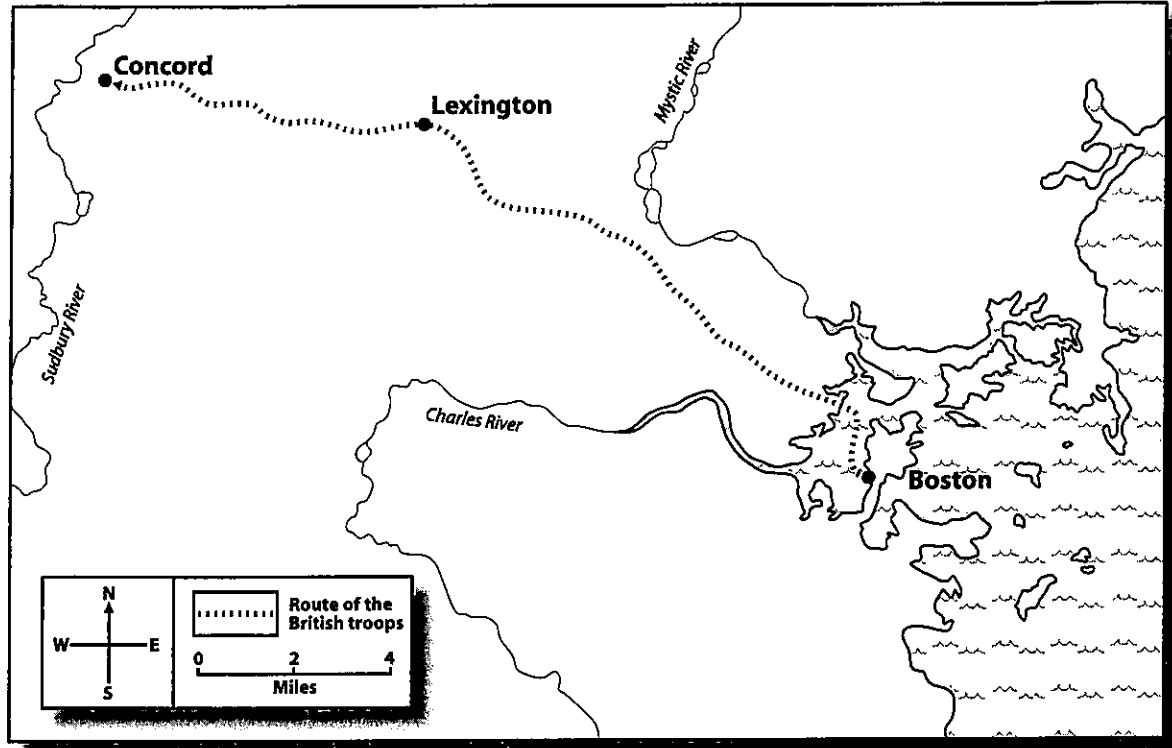 Concord
Lexington
Mystic River
Sudbury River
Charles River
Boston
N
W E
S
Route of the
British troops
0 2 4
Miles